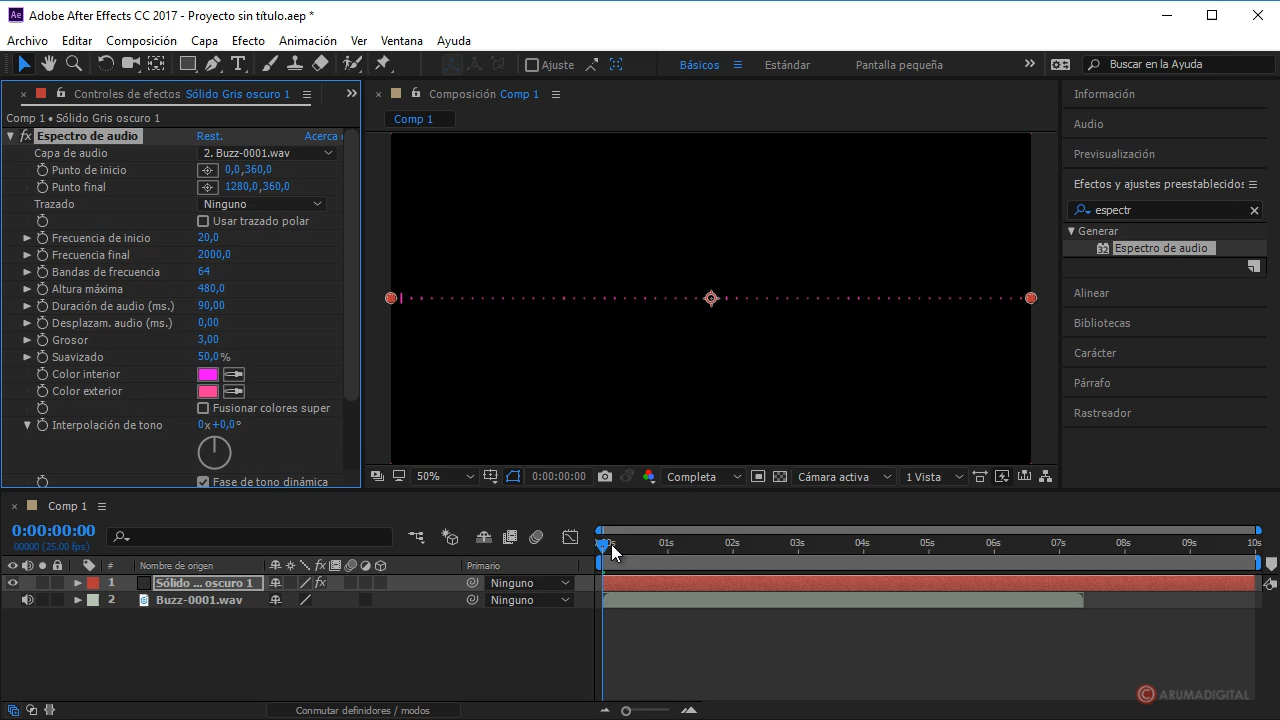 Ae Adobe After Effects CC 2017 - Proyecto sin título.aep *
Archivo Editar Composición Capa Efecto Animación Ver Ventana Ayuda
Ajuste Básicos Estándar Pantalla pequeña Buscar en la Ayuda
Controles de efectos Sólido Gris oscuro 1
Comp 1 • Sólido Gris oscuro 1
fx Espectro de audio Rest. Acerca
Capa de audio 2. Buzz-0001.wav
Punto de inicio 0,0,360,0
Punto final 1280,0,360,0
Trazado Ninguno
Usar trazado polar
Frecuencia de inicio 20,0
Frecuencia final 2000,0
Bandas de frecuencia 64
Altura máxima 480,0
Duración de audio (ms.) 90,00
Desplazam. audio (ms.) 0,00
Grosor 3,00
Suavizado 50,0%
Color interior
Color exterior
Fusionar colores super
Interpolación de tono 0x+0,0°
Fase de tono dinámica
Composición Comp 1
Comp 1
50% 0:00:00:00 Completa Cámara activa 1 Vista
Información
Audio
Previsualización
Efectos y ajustes preestablecidos
espectr
Generar
32 Espectro de audio
Alinear
Bibliotecas
Carácter
Párrafo
Rastreador
Comp 1
0:00:00:00
00000 (25.00 fps)
01s 02s 03s 04s 05s 06s 07s 08s 09s 10s
# Nombre de origen fx Primario
1 Sólido ... oscuro 1 fx Ninguno
2 Buzz-0001.wav Ninguno
Conmutar definidores / modos
© ARUMADIGITAL